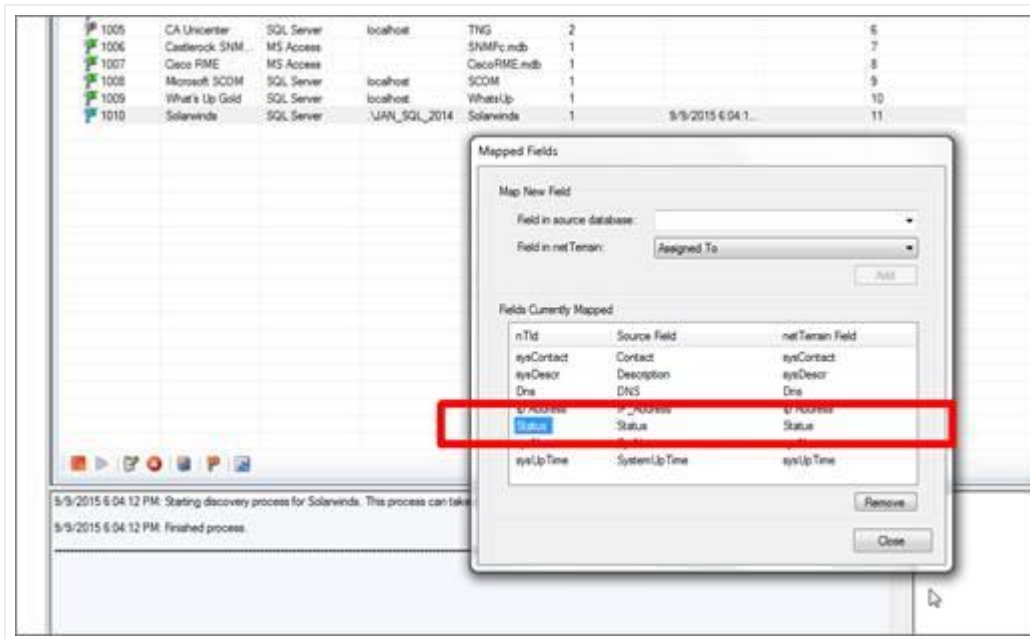 1005 CA Unicenter SQL Server localhost TNG 2 6
1006 Castlerock SNM... MS Access SNMPc.mdb 1 7
1007 Cisco RME MS Access CiscoRME.mdb 1 8
1008 Microsoft SCOM SQL Server localhost SCOM 1 9
1009 What's Up Gold SQL Server localhost WhatsUp 1 10
1010 Solarwinds SQL Server .\JAN_SQL_2014 Solarwinds 1 9/9/2015 6:04:1... 11
Mapped Fields
Map New Field
Field in source database:
Field in netTerrain: Assigned To
Add
Fields Currently Mapped
nTId Source Field netTerrain Field
sysContact Contact sysContact
sysDescr Description sysDescr
Dns DNS Dns
IP Address IP_Address IP Address
Status Status Status
sysUpTime SystemUpTime sysUpTime
Remove
Close
9/9/2015 6:04:12 PM: Starting discovery process for Solarwinds. This process can take
9/9/2015 6:04:12 PM: Finished process.